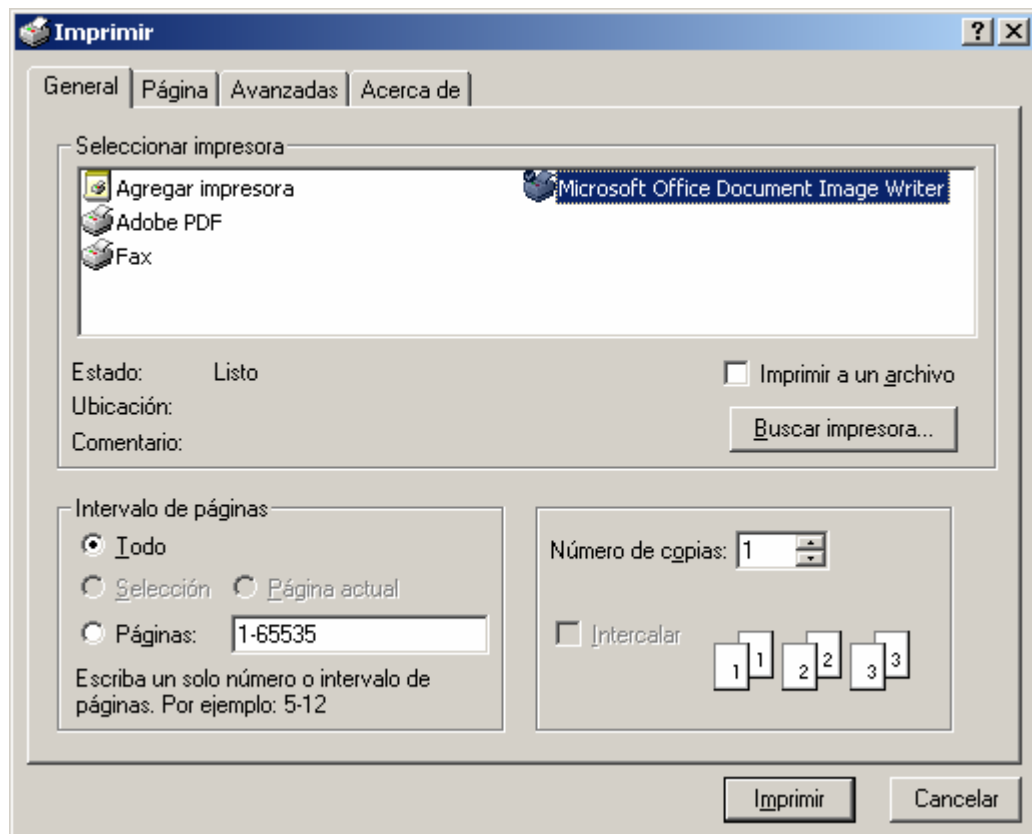 Imprimir
General Página Avanzadas Acerca de
Seleccionar impresora
Agregar impresora Microsoft Office Document Image Writer
Adobe PDF
Fax
Estado: Listo
Imprimir a un archivo
Ubicación:
Buscar impresora...
Comentario:
Intervalo de páginas
Todo
Selección Página actual
Páginas: 1-65535
Escriba un solo número o intervalo de
páginas. Por ejemplo: 5-12
Número de copias: 1
Intercalar
1 1 2 2 3 3
Imprimir Cancelar